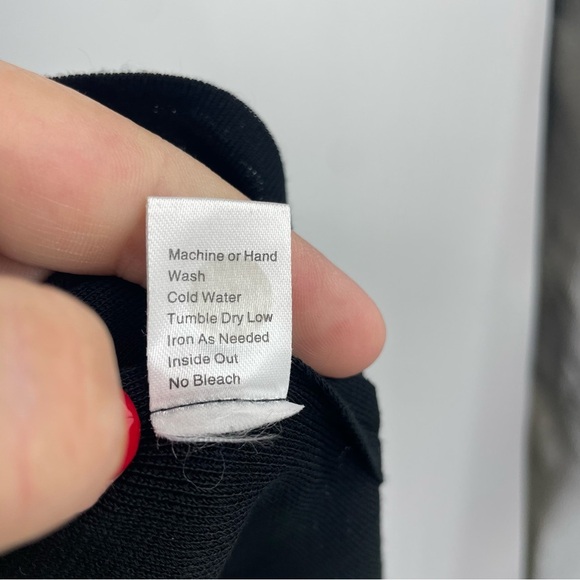 Machine or Hand
Wash
Cold Water
Tumble Dry Low
Iron As Needed
Inside Out
No Bleach